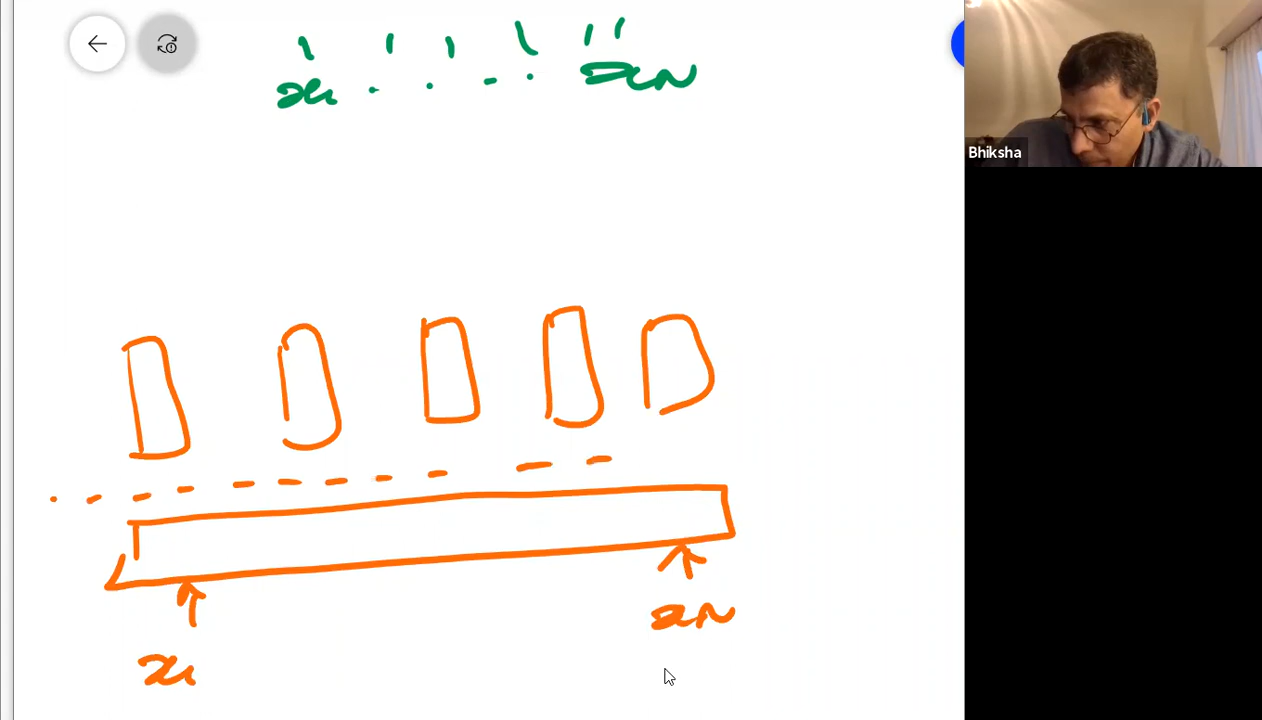 x1 . . - . xN
Bhiksha
xN
x1